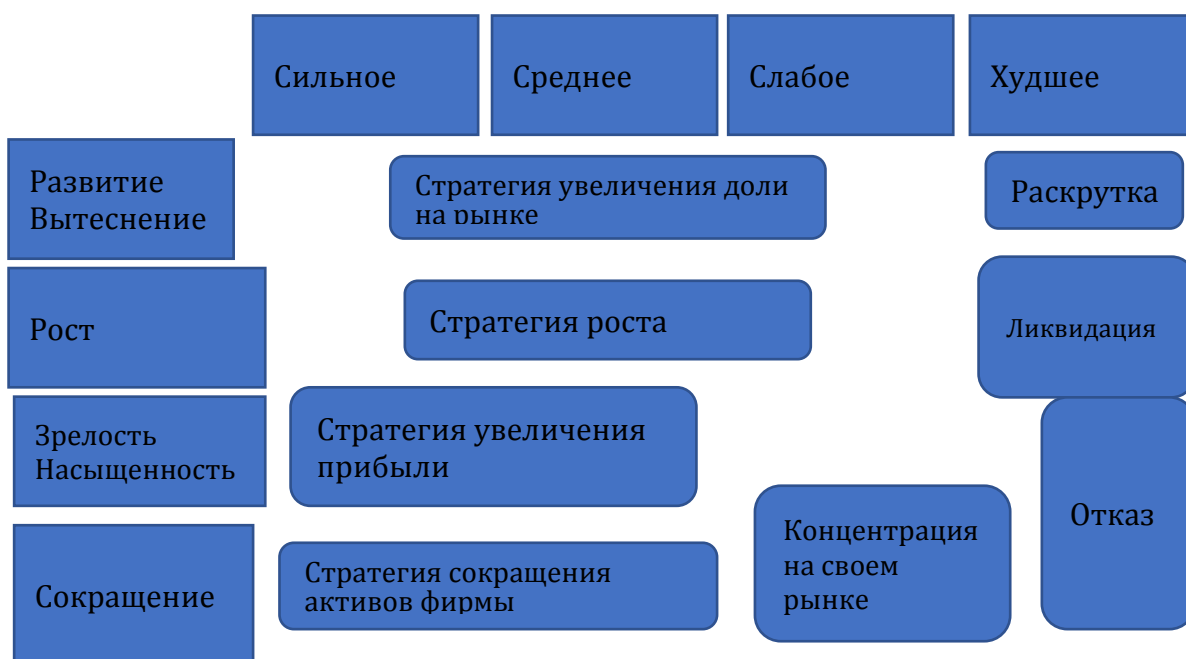 Сильное
Среднее
Слабое
Худшее
Развитие
Вытеснение
Стратегия увеличения доли
на рынке
Раскрутка
Рост
Стратегия роста
Ликвидация
Зрелость
Насыщенность
Стратегия увеличения
прибыли
Отказ
Сокращение
Стратегия сокращения
активов фирмы
Концентрация
на своем
рынке